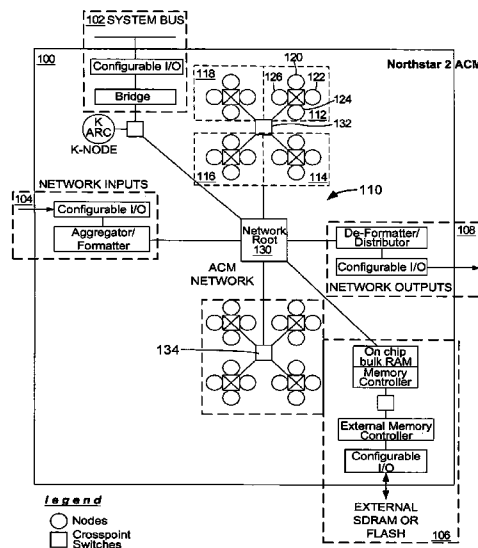 102 SYSTEM BUS
100
Configurable I/O
Bridge
Northstar 2 ACM
120
118
126
122
124
112
132
K
ARC
K-NODE
116
114
110
NETWORK INPUTS
104
Configurable I/O
Aggregator/
Formatter
Network
Root
130
De-Formatter/
Distributor
108
Configurable I/O
NETWORK OUTPUTS
ACM
NETWORK
134
On chip
bulk RAM
Memory
Controller
External Memory
Controller
Configurable
I/O
EXTERNAL
SDRAM OR
FLASH
106
legend
Nodes
Crosspoint
Switches